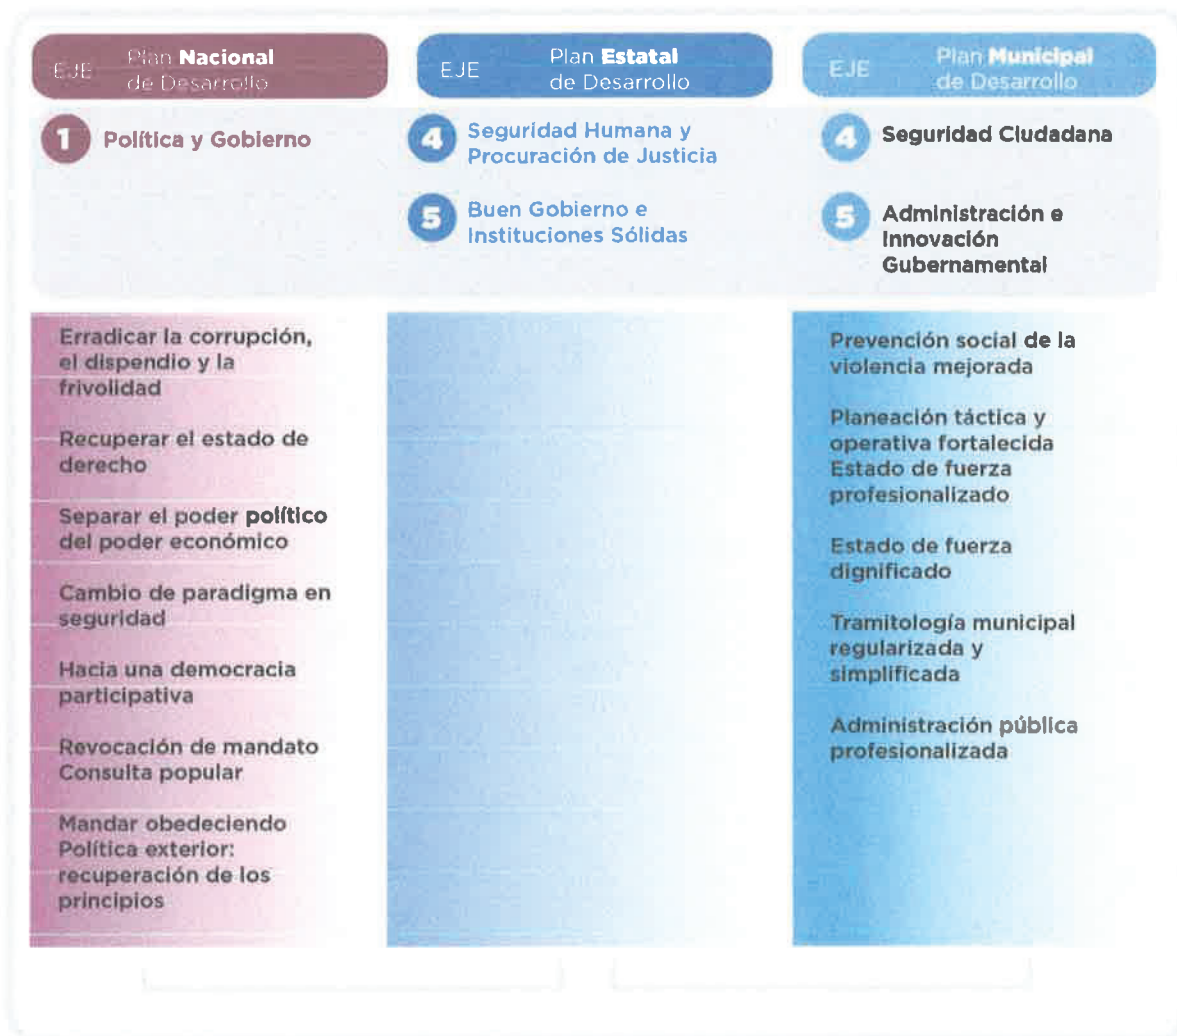 EJE
Plan Nacional
de Desarrollo
1
Política y Gobierno
Erradicar la corrupción,
el dispendio y la
frivolidad
Recuperar el estado de
derecho
Separar el poder político
del poder económico
Cambio de paradigma en
seguridad
Hacia una democracia
participativa
Revocación de mandato
Consulta popular
Mandar obedeciendo
Política exterior:
recuperación de los
principios
EJE
Plan Estatal
de Desarrollo
4
Seguridad Humana y
Procuración de Justicia
5
Buen Gobierno e
Instituciones Sólidas
EJE
Plan Municipal
de Desarrollo
4
Seguridad Ciudadana
5
Administración e
Innovación
Gubernamental
Prevención social de la
violencia mejorada
Planeación táctica y
operativa fortalecida
Estado de fuerza
profesionalizado
Estado de fuerza
dignificado
Tramitología municipal
regularizada y
simplificada
Administración pública
profesionalizada